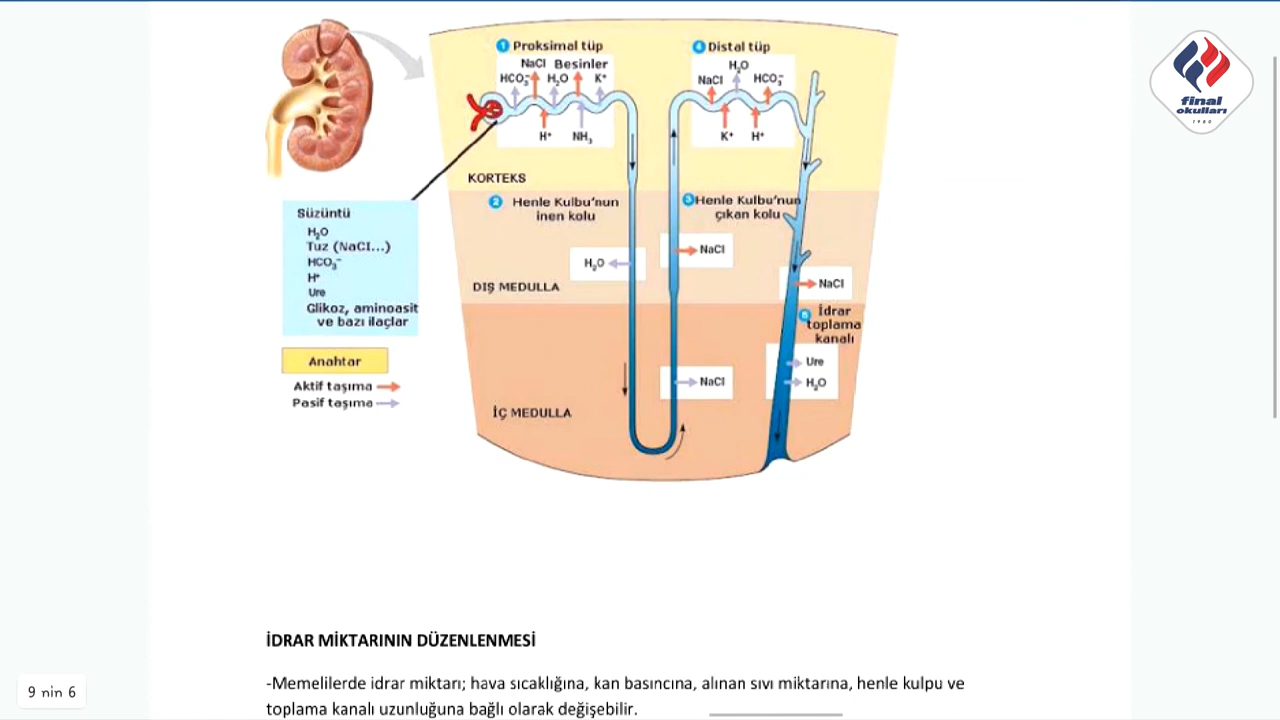 1 Proksimal tüp
NaCl Besinler
HCO₃⁻ H₂O K⁺
H⁺ NH₃
4 Distal tüp
H₂O
NaCl HCO₃⁻
K⁺ H⁺
final
okulları
1980
KORTEKS
2 Henle Kulbu'nun
inen kolu
3 Henle Kulbu'nun
çıkan kolu
Süzüntü
H₂O
Tuz (NaCI...)
HCO₃⁻
H⁺
Ure
Glikoz, aminoasit
ve bazı ilaçlar
H₂O
NaCl
DIŞ MEDULLA
NaCl
5 İdrar
toplama
kanalı
Anahtar
Aktif taşıma
Pasif taşıma
NaCl
Ure
H₂O
İÇ MEDULLA
İDRAR MİKTARININ DÜZENLENMESİ
-Memelilerde idrar miktarı; hava sıcaklığına, kan basıncına, alınan sıvı miktarına, henle kulpu ve
toplama kanalı uzunluğuna bağlı olarak değişebilir.
9 nin 6